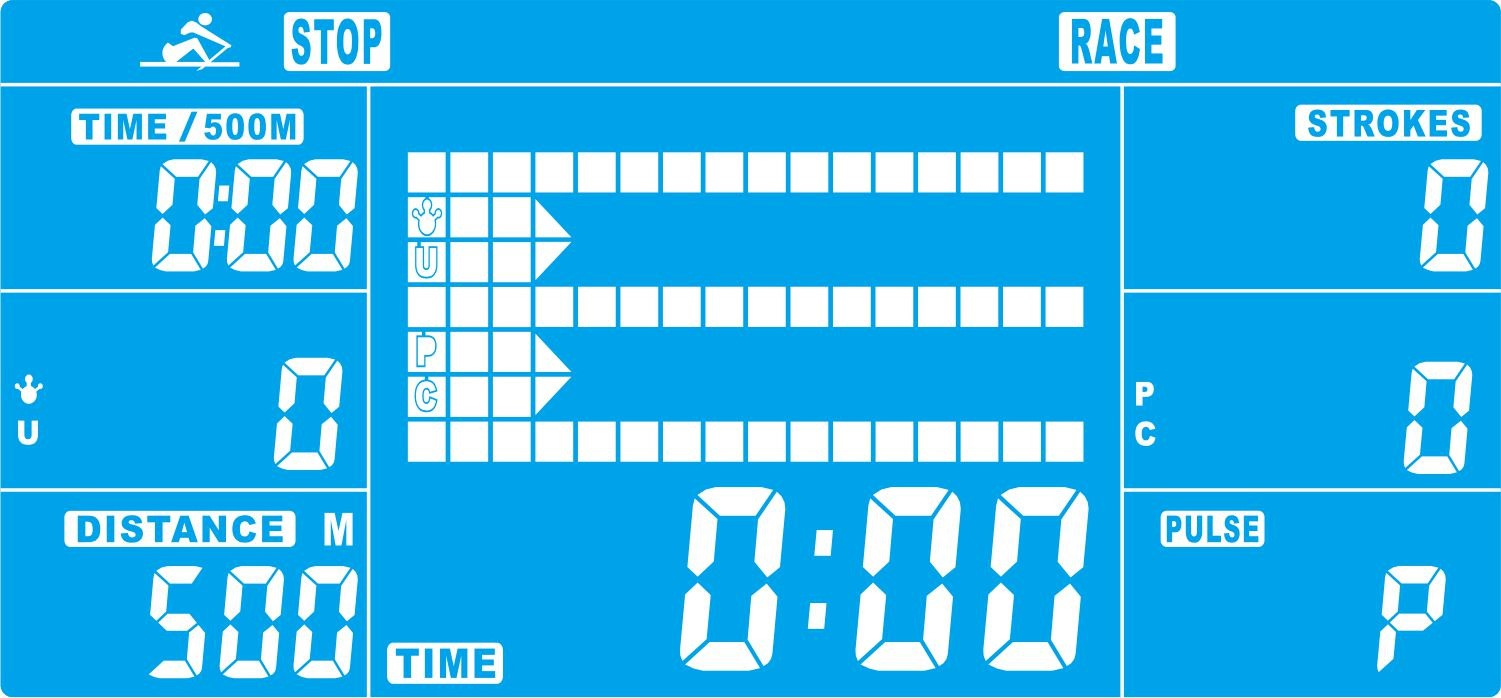 STOP RACE
TIME / 500M
0:00
STROKES
0
U
0
U
P
C
P
C
0
DISTANCE M
500
TIME 0:00
PULSE
P